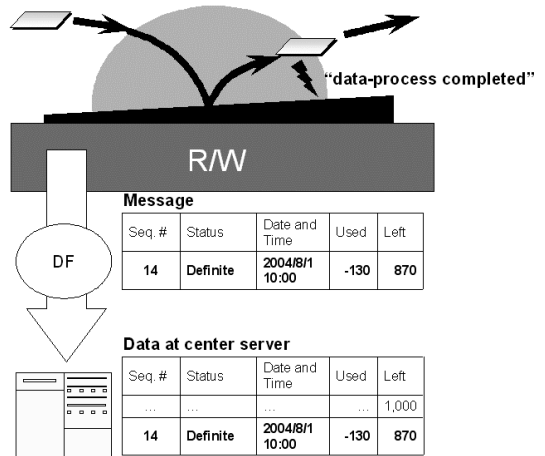 “data-process completed”
R/W
Message
Seq. # Status Date and Time Used Left
14 Definite 2004/8/1 10:00 -130 870
DF
Data at center server
Seq. # Status Date and Time Used Left
... ... ... ... 1,000
14 Definite 2004/8/1 10:00 -130 870